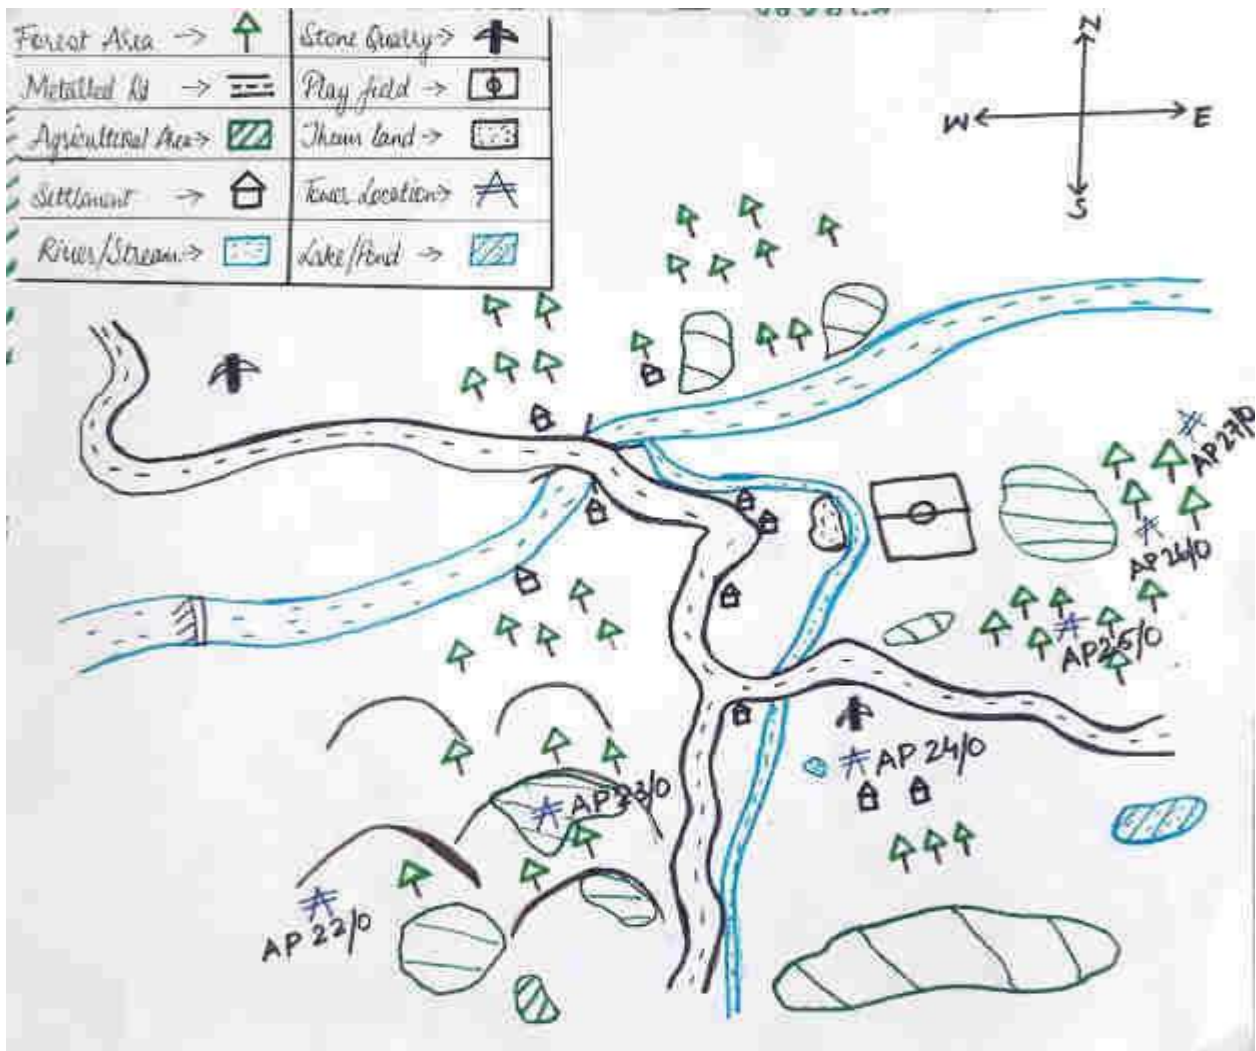 Forest Area →
Stone Qually →
Metalled Rd →
Play field →
Agricultural Area →
Jhum land →
Settlement →
Tower Location →
River/Stream →
Lake/Pond →
N
W
E
S
AP 27/0
AP 26/0
AP 25/0
AP 24/0
AP 23/0
AP 22/0